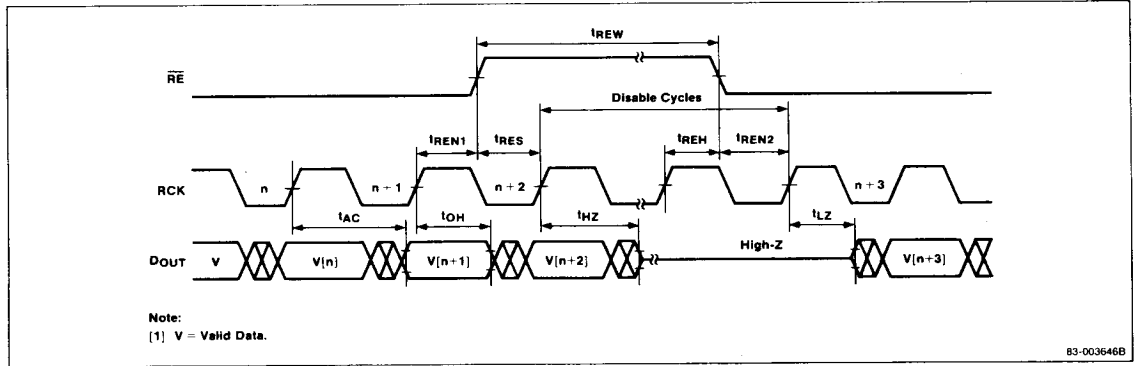 tREW
RE
Disable Cycles
tREN1 tRES tREH tREN2
RCK n n + 1 n + 2 n + 3
tAC tOH tHZ tLZ
DOUT V V[n] V[n+1] V[n+2] High-Z V[n+3]
Note:
[1] V = Valid Data.
83-003646B